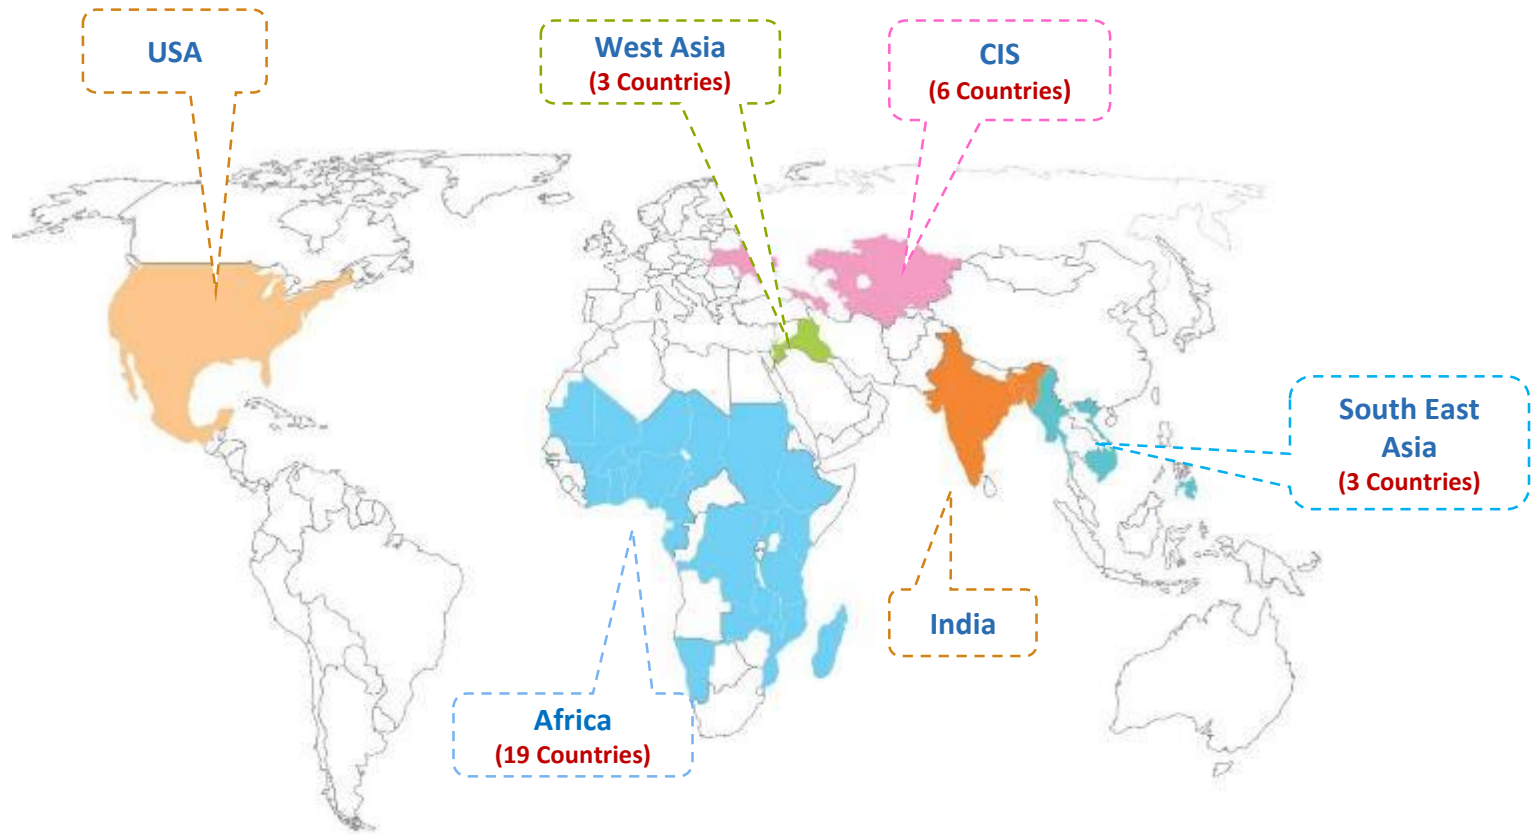 USA
West Asia
(3 Countries)
CIS
(6 Countries)
South East
Asia
(3 Countries)
India
Africa
(19 Countries)